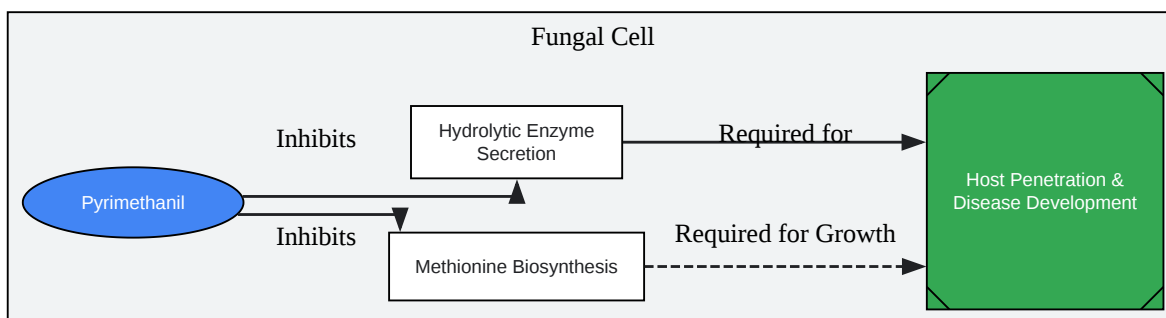 Fungal Cell
Inhibits
Hydrolytic Enzyme
Secretion
Required for
Pyrimethanil
Host Penetration &
Disease Development
Inhibits
Required for Growth
Methionine Biosynthesis